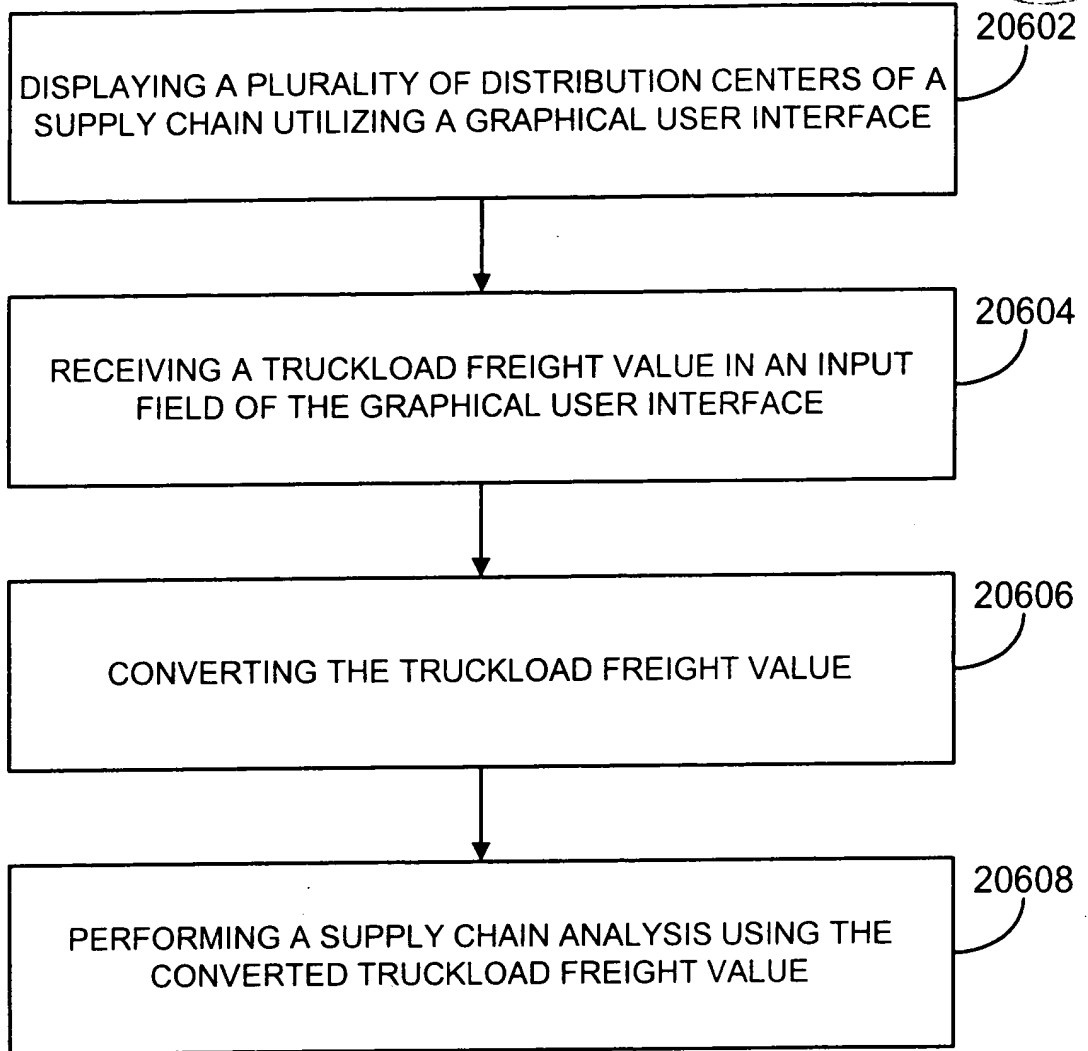 20602
DISPLAYING A PLURALITY OF DISTRIBUTION CENTERS OF A
SUPPLY CHAIN UTILIZING A GRAPHICAL USER INTERFACE
20604
RECEIVING A TRUCKLOAD FREIGHT VALUE IN AN INPUT
FIELD OF THE GRAPHICAL USER INTERFACE
20606
CONVERTING THE TRUCKLOAD FREIGHT VALUE
20608
PERFORMING A SUPPLY CHAIN ANALYSIS USING THE
CONVERTED TRUCKLOAD FREIGHT VALUE